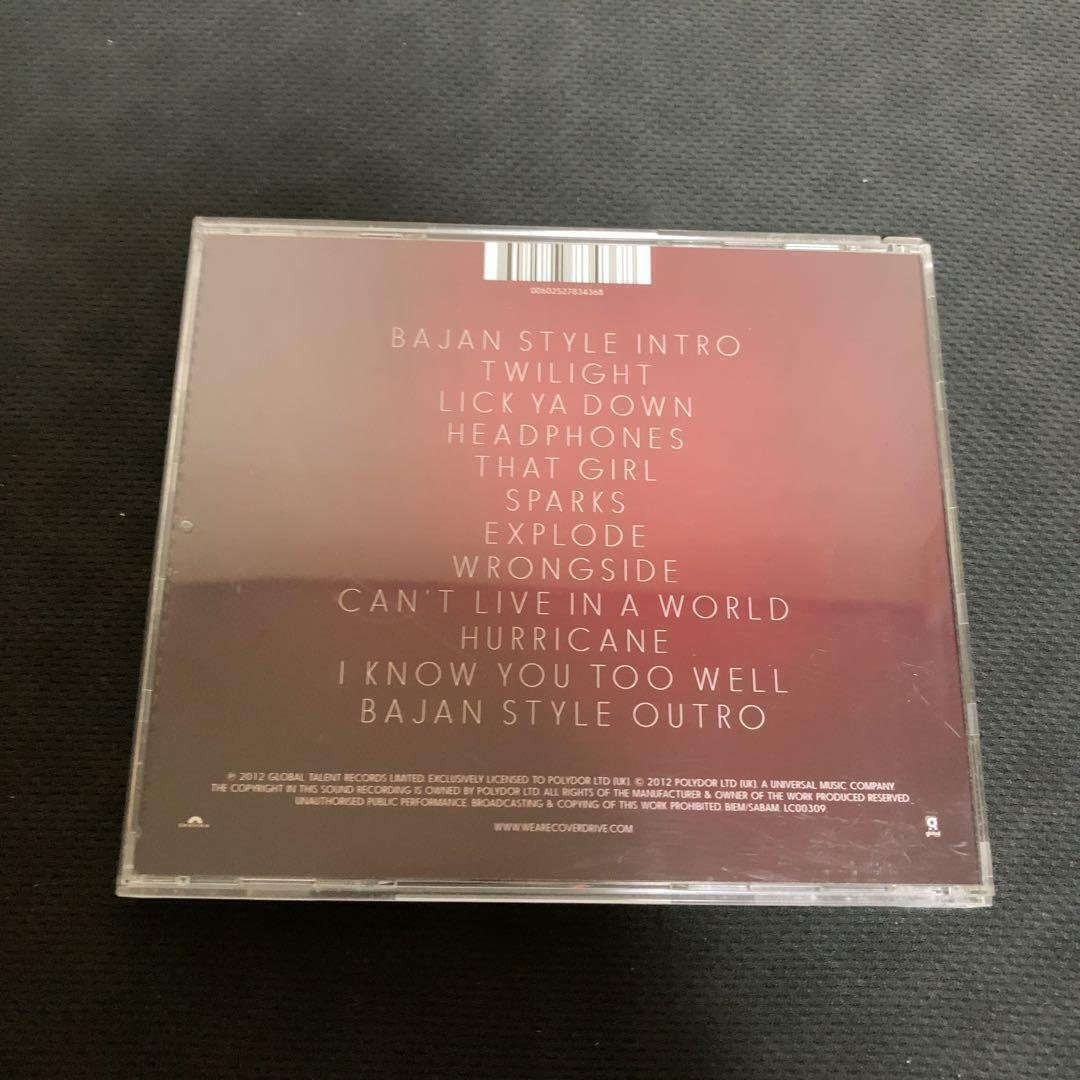 00602527834368
BAJAN STYLE INTRO
TWILIGHT
LICK YA DOWN
HEADPHONES
THAT GIRL
SPARKS
EXPLODE
WRONGSIDE
CAN'T LIVE IN A WORLD
HURRICANE
I KNOW YOU TOO WELL
BAJAN STYLE OUTRO
℗ 2012 GLOBAL TALENT RECORDS LIMITED. EXCLUSIVELY LICENSED TO POLYDOR LTD (UK). © 2012 POLYDOR LTD (UK). A UNIVERSAL MUSIC COMPANY.
THE COPYRIGHT IN THIS SOUND RECORDING IS OWNED BY POLYDOR LTD. ALL RIGHTS OF THE MANUFACTURER & OWNER OF THE WORK PRODUCED RESERVED.
UNAUTHORISED PUBLIC PERFORMANCE. BROADCASTING & COPYING OF THIS WORK PROHIBITED BIEM/SABAM. LC00309
WWW.WEARECOVERDRIVE.COM
global